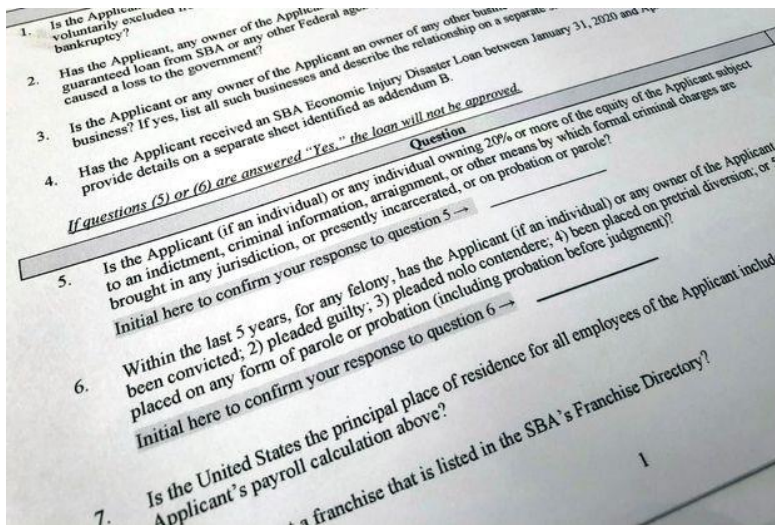 1. Is the
voluntarily excluded
bankruptcy?
2. Has the Applicant, any owner of the
guaranteed loan from SBA or any other Federal
caused a loss to the government?
3. Is the Applicant or any owner of the Applicant an owner of any other
business? If yes, list all such businesses and describe the relationship on a separate
4. Has the Applicant received an SBA Economic Injury Disaster Loan between January 31, 2020 and
provide details on a separate sheet identified as addendum B.
If questions (5) or (6) are answered “Yes,” the loan will not be approved.
Question
5. Is the Applicant (if an individual) or any individual owning 20% or more of the equity of the Applicant subject
to an indictment, criminal information, arraignment, or other means by which formal criminal charges are
brought in any jurisdiction, or presently incarcerated, or on probation or parole?
Initial here to confirm your response to question 5 →
6. Within the last 5 years, for any felony, has the Applicant (if an individual) or any owner of the Applicant
been convicted; 2) pleaded guilty; 3) pleaded nolo contendere; 4) been placed on pretrial diversion; or
placed on any form of parole or probation (including probation before judgment)?
Initial here to confirm your response to question 6 →
7. Is the United States the principal place of residence for all employees of the Applicant
Applicant’s payroll calculation above?
a franchise that is listed in the SBA’s Franchise Directory?
1